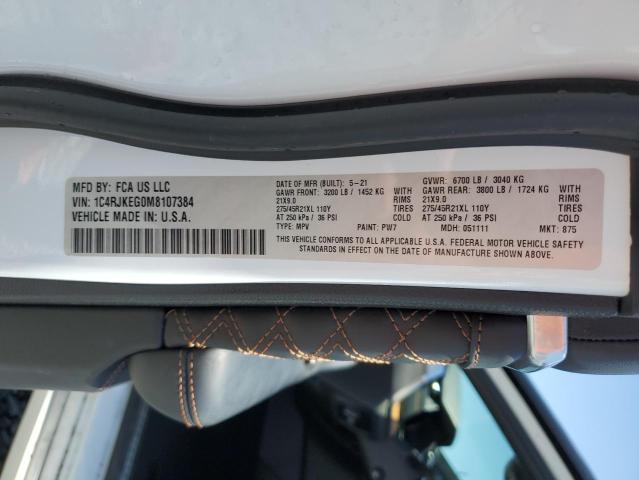 MFD BY: FCA US LLC
VIN: 1C4RJKEG0M8107384
VEHICLE MADE IN U.S.A.
DATE OF MFR (BUILT): 5-21 GVWR: 6700 LB / 3040 KG
GAWR FRONT: 3200 LB / 1452 KG WITH GAWR REAR: 3800 LB / 1724 KG WITH
21X9.0 RIMS 21X9.0 RIMS
275/45R21XL 110Y TIRES 275/45R21XL 110Y TIRES
AT 250 kPa / 36 PSI COLD AT 250 kPa / 36 PSI COLD
TYPE: MPV PAINT: PW7 MDH: 051111 MKT: 875
THIS VEHICLE CONFORMS TO ALL APPLICABLE U.S.A. FEDERAL MOTOR VEHICLE SAFETY
STANDARDS IN EFFECT ON THE DATE OF MANUFACTURE SHOWN ABOVE.